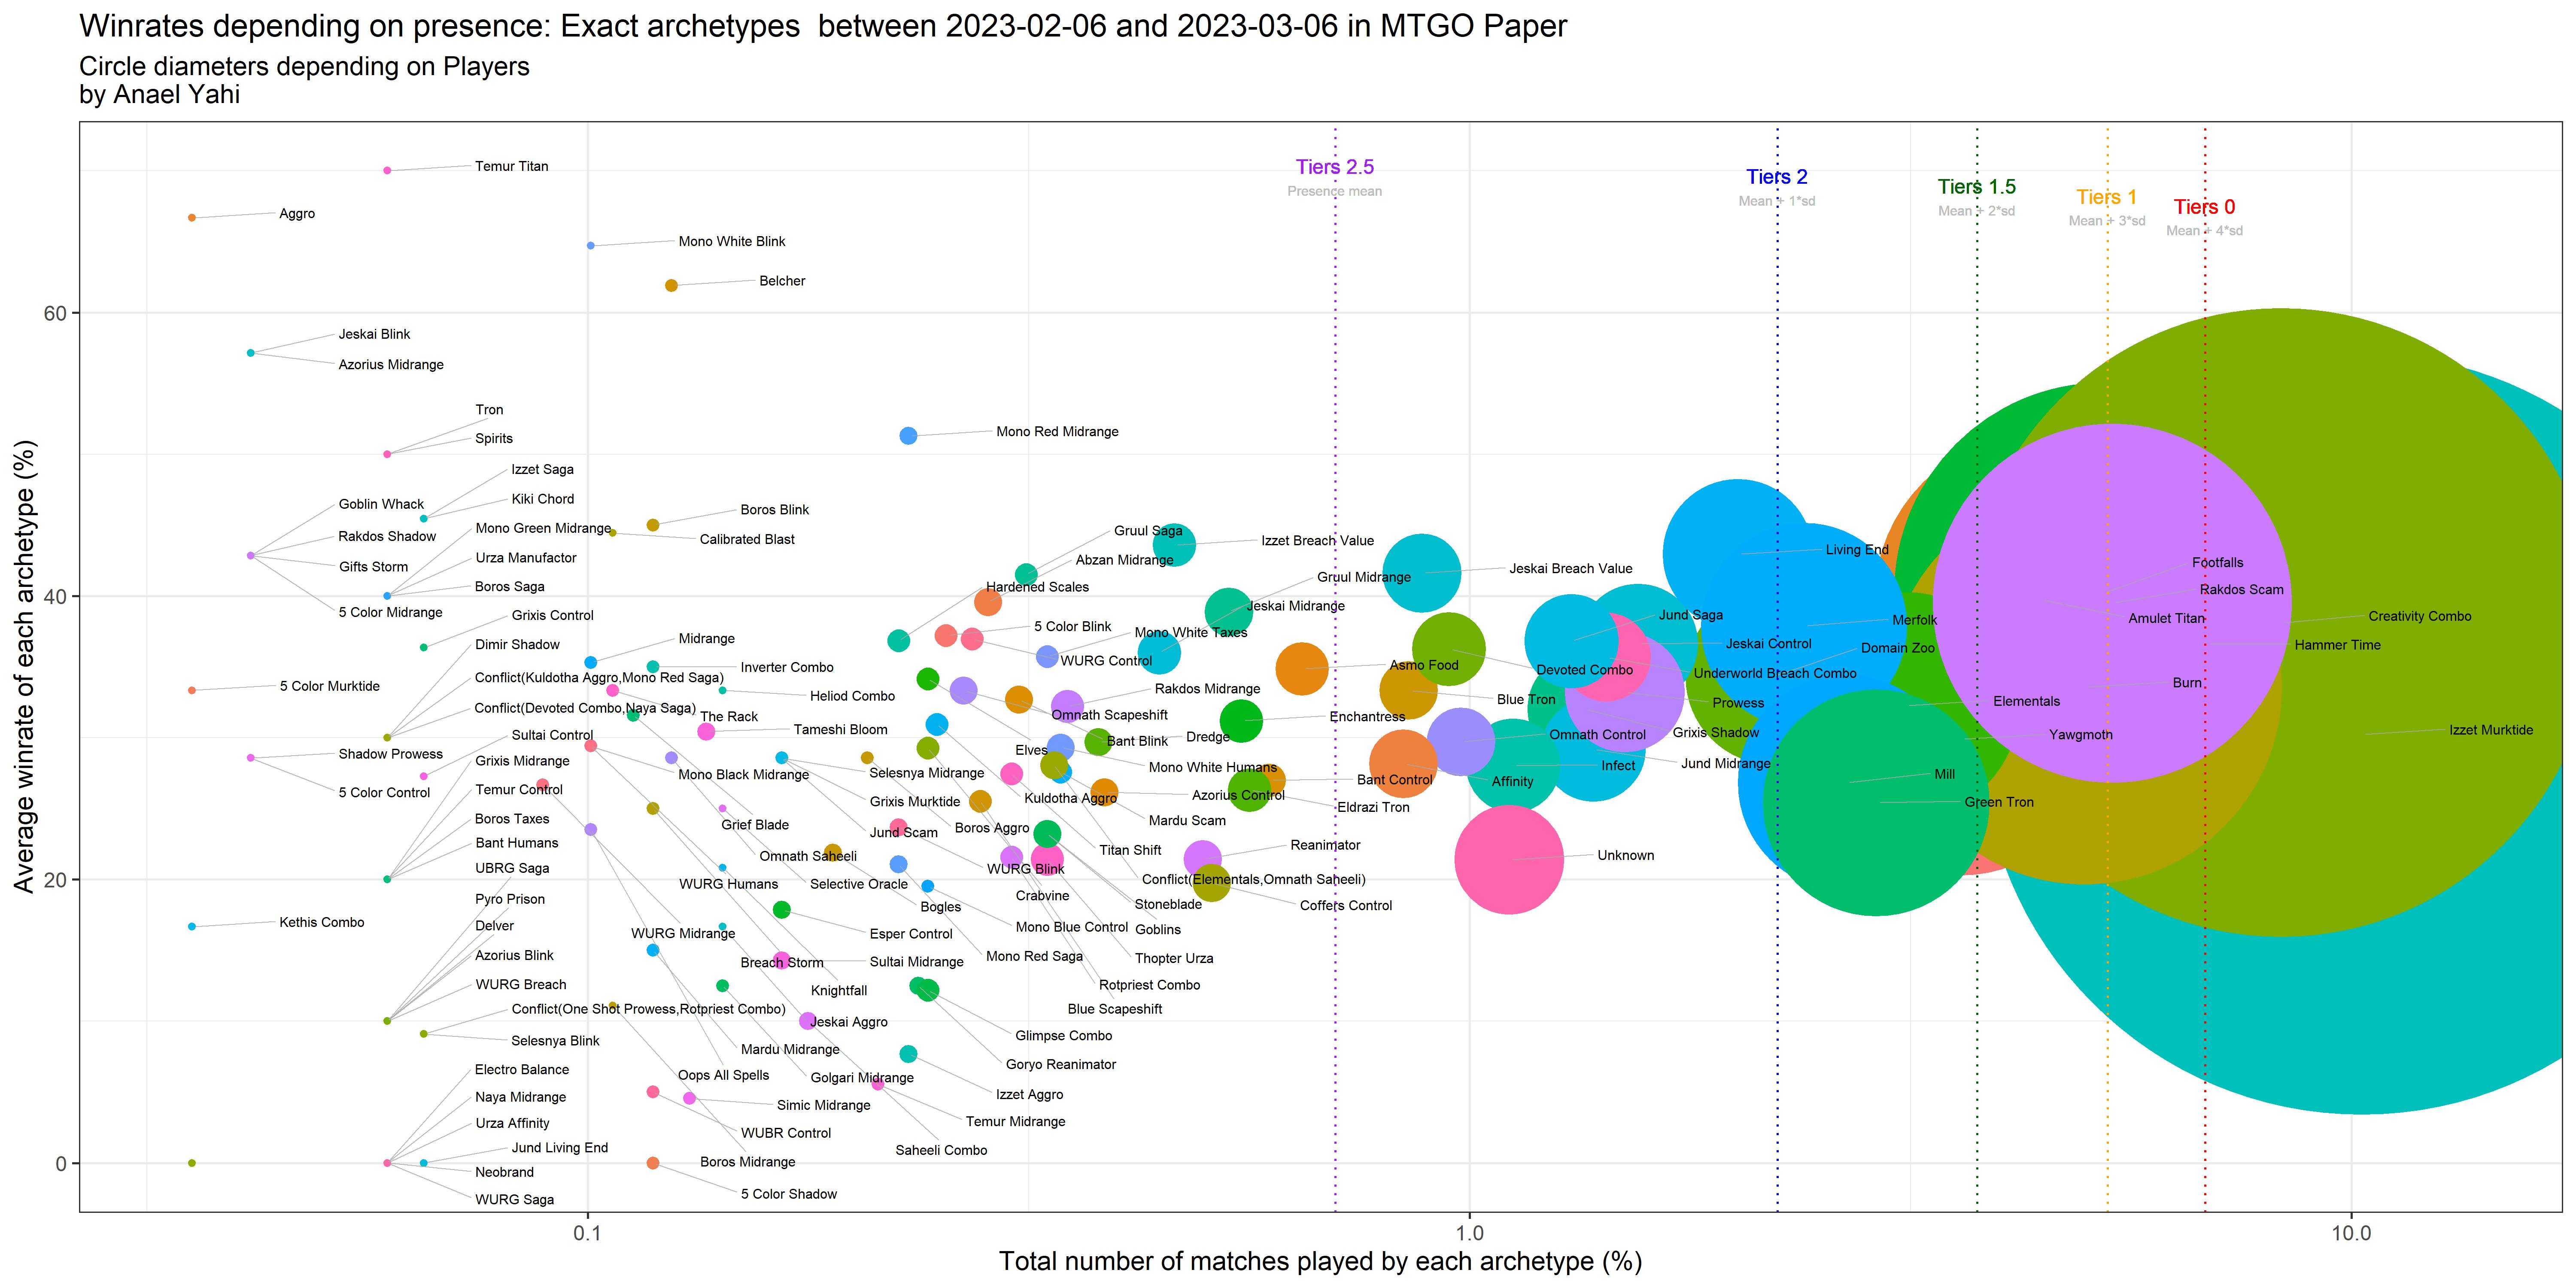 Winrates depending on presence: Exact archetypes  between 2023-02-06 and 2023-03-06 in MTGO Paper
Circle diameters depending on Players
by Anael Yahi
Average winrate of each archetype (%)
60
40
20
0
Tiers 2.5
Presence mean
Tiers 2
Mean + 1*sd
Tiers 1.5
Mean + 2*sd
Tiers 1
Mean + 3*sd
Tiers 0
Mean + 4*sd
Temur Titan
Aggro
Mono White Blink
Belcher
Jeskai Blink
Azorius Midrange
Tron
Spirits
Mono Red Midrange
Izzet Saga
Kiki Chord
Goblin Whack
Rakdos Shadow
Gifts Storm
5 Color Midrange
Mono Green Midrange
Urza Manufactor
Boros Saga
Boros Blink
Calibrated Blast
Grixis Control
Dimir Shadow
Midrange
Inverter Combo
Conflict(Kuldotha Aggro,Mono Red Saga)
Heliod Combo
5 Color Murktide
Conflict(Devoted Combo,Naya Saga)
The Rack
Tameshi Bloom
Sultai Control
Shadow Prowess
5 Color Control
Grixis Midrange
Temur Control
Boros Taxes
Bant Humans
UBRG Saga
Mono Black Midrange
Grief Blade
Omnath Saheeli
Selective Oracle
WURG Humans
Selesnya Midrange
Grixis Murktide
Jund Scam
Boros Aggro
WURG Blink
Crabvine
Bogles
Kethis Combo
Pyro Prison
Delver
Azorius Blink
WURG Breach
Conflict(One Shot Prowess,Rotpriest Combo)
Selesnya Blink
WURG Midrange
Breach Storm
Esper Control
Sultai Midrange
Knightfall
Jeskai Aggro
Mono Blue Control
Mono Red Saga
Mardu Midrange
Oops All Spells
Golgari Midrange
Simic Midrange
WUBR Control
Boros Midrange
5 Color Shadow
Electro Balance
Naya Midrange
Urza Affinity
Jund Living End
Neobrand
WURG Saga
Glimpse Combo
Goryo Reanimator
Izzet Aggro
Temur Midrange
Saheeli Combo
Gruul Saga
Abzan Midrange
Hardened Scales
Izzet Breach Value
Gruul Midrange
Jeskai Midrange
5 Color Blink
Mono White Taxes
WURG Control
Rakdos Midrange
Omnath Scapeshift
Bant Blink
Dredge
Elves
Mono White Humans
Kuldotha Aggro
Azorius Control
Mardu Scam
Titan Shift
Conflict(Elementals,Omnath Saheeli)
Stoneblade
Goblins
Thopter Urza
Rotpriest Combo
Blue Scapeshift
Enchantress
Bant Control
Eldrazi Tron
Reanimator
Coffers Control
Jeskai Breach Value
Asmo Food
Devoted Combo
Blue Tron
Omnath Control
Affinity
Infect
Unknown
Living End
Jund Saga
Jeskai Control
Underworld Breach Combo
Prowess
Grixis Shadow
Jund Midrange
Merfolk
Domain Zoo
Elementals
Yawgmoth
Mill
Green Tron
Footfalls
Rakdos Scam
Amulet Titan
Creativity Combo
Hammer Time
Burn
Izzet Murktide
0.1
1.0
10.0
Total number of matches played by each archetype (%)